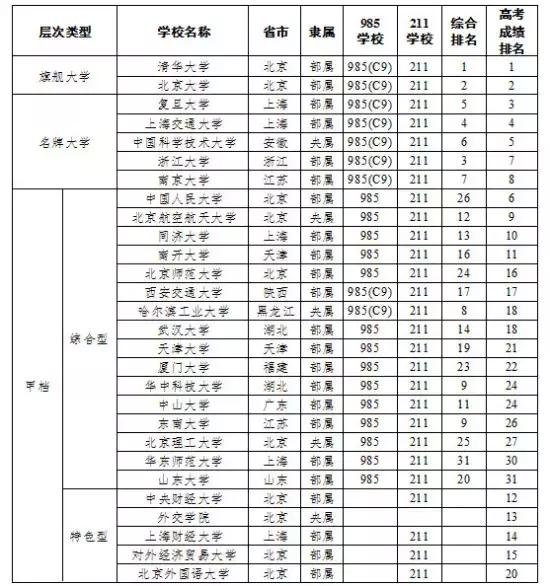 层次类型 学校名称 省市 隶属 985学校 211学校 综合排名 高考成绩排名
旗舰大学 清华大学 北京 部属 985(C9) 211 1 1
北京大学 北京 部属 985(C9) 211 2 2
名牌大学 复旦大学 上海 部属 985(C9) 211 5 3
上海交通大学 上海 部属 985(C9) 211 4 4
中国科学技术大学 安徽 央属 985(C9) 211 6 5
浙江大学 浙江 部属 985(C9) 211 3 7
南京大学 江苏 部属 985(C9) 211 7 8
甲档 综合型 中国人民大学 北京 部属 985 211 26 6
北京航空航天大学 北京 央属 985 211 12 9
同济大学 上海 部属 985 211 13 10
南开大学 天津 部属 985 211 16 11
北京师范大学 北京 部属 985 211 24 16
西安交通大学 陕西 部属 985(C9) 211 17 17
哈尔滨工业大学 黑龙江 央属 985(C9) 211 8 18
武汉大学 湖北 部属 985 211 14 18
天津大学 天津 部属 985 211 19 21
厦门大学 福建 部属 985 211 23 22
华中科技大学 湖北 部属 985 211 9 24
中山大学 广东 部属 985 211 11 24
东南大学 江苏 部属 985 211 9 26
北京理工大学 北京 央属 985 211 25 27
华东师范大学 上海 部属 985 211 31 30
山东大学 山东 部属 985 211 20 31
特色型 中央财经大学 北京 部属 211 12
外交学院 北京 央属 13
上海财经大学 上海 部属 211 14
对外经济贸易大学 北京 部属 211 15
北京外国语大学 北京 部属 211 20